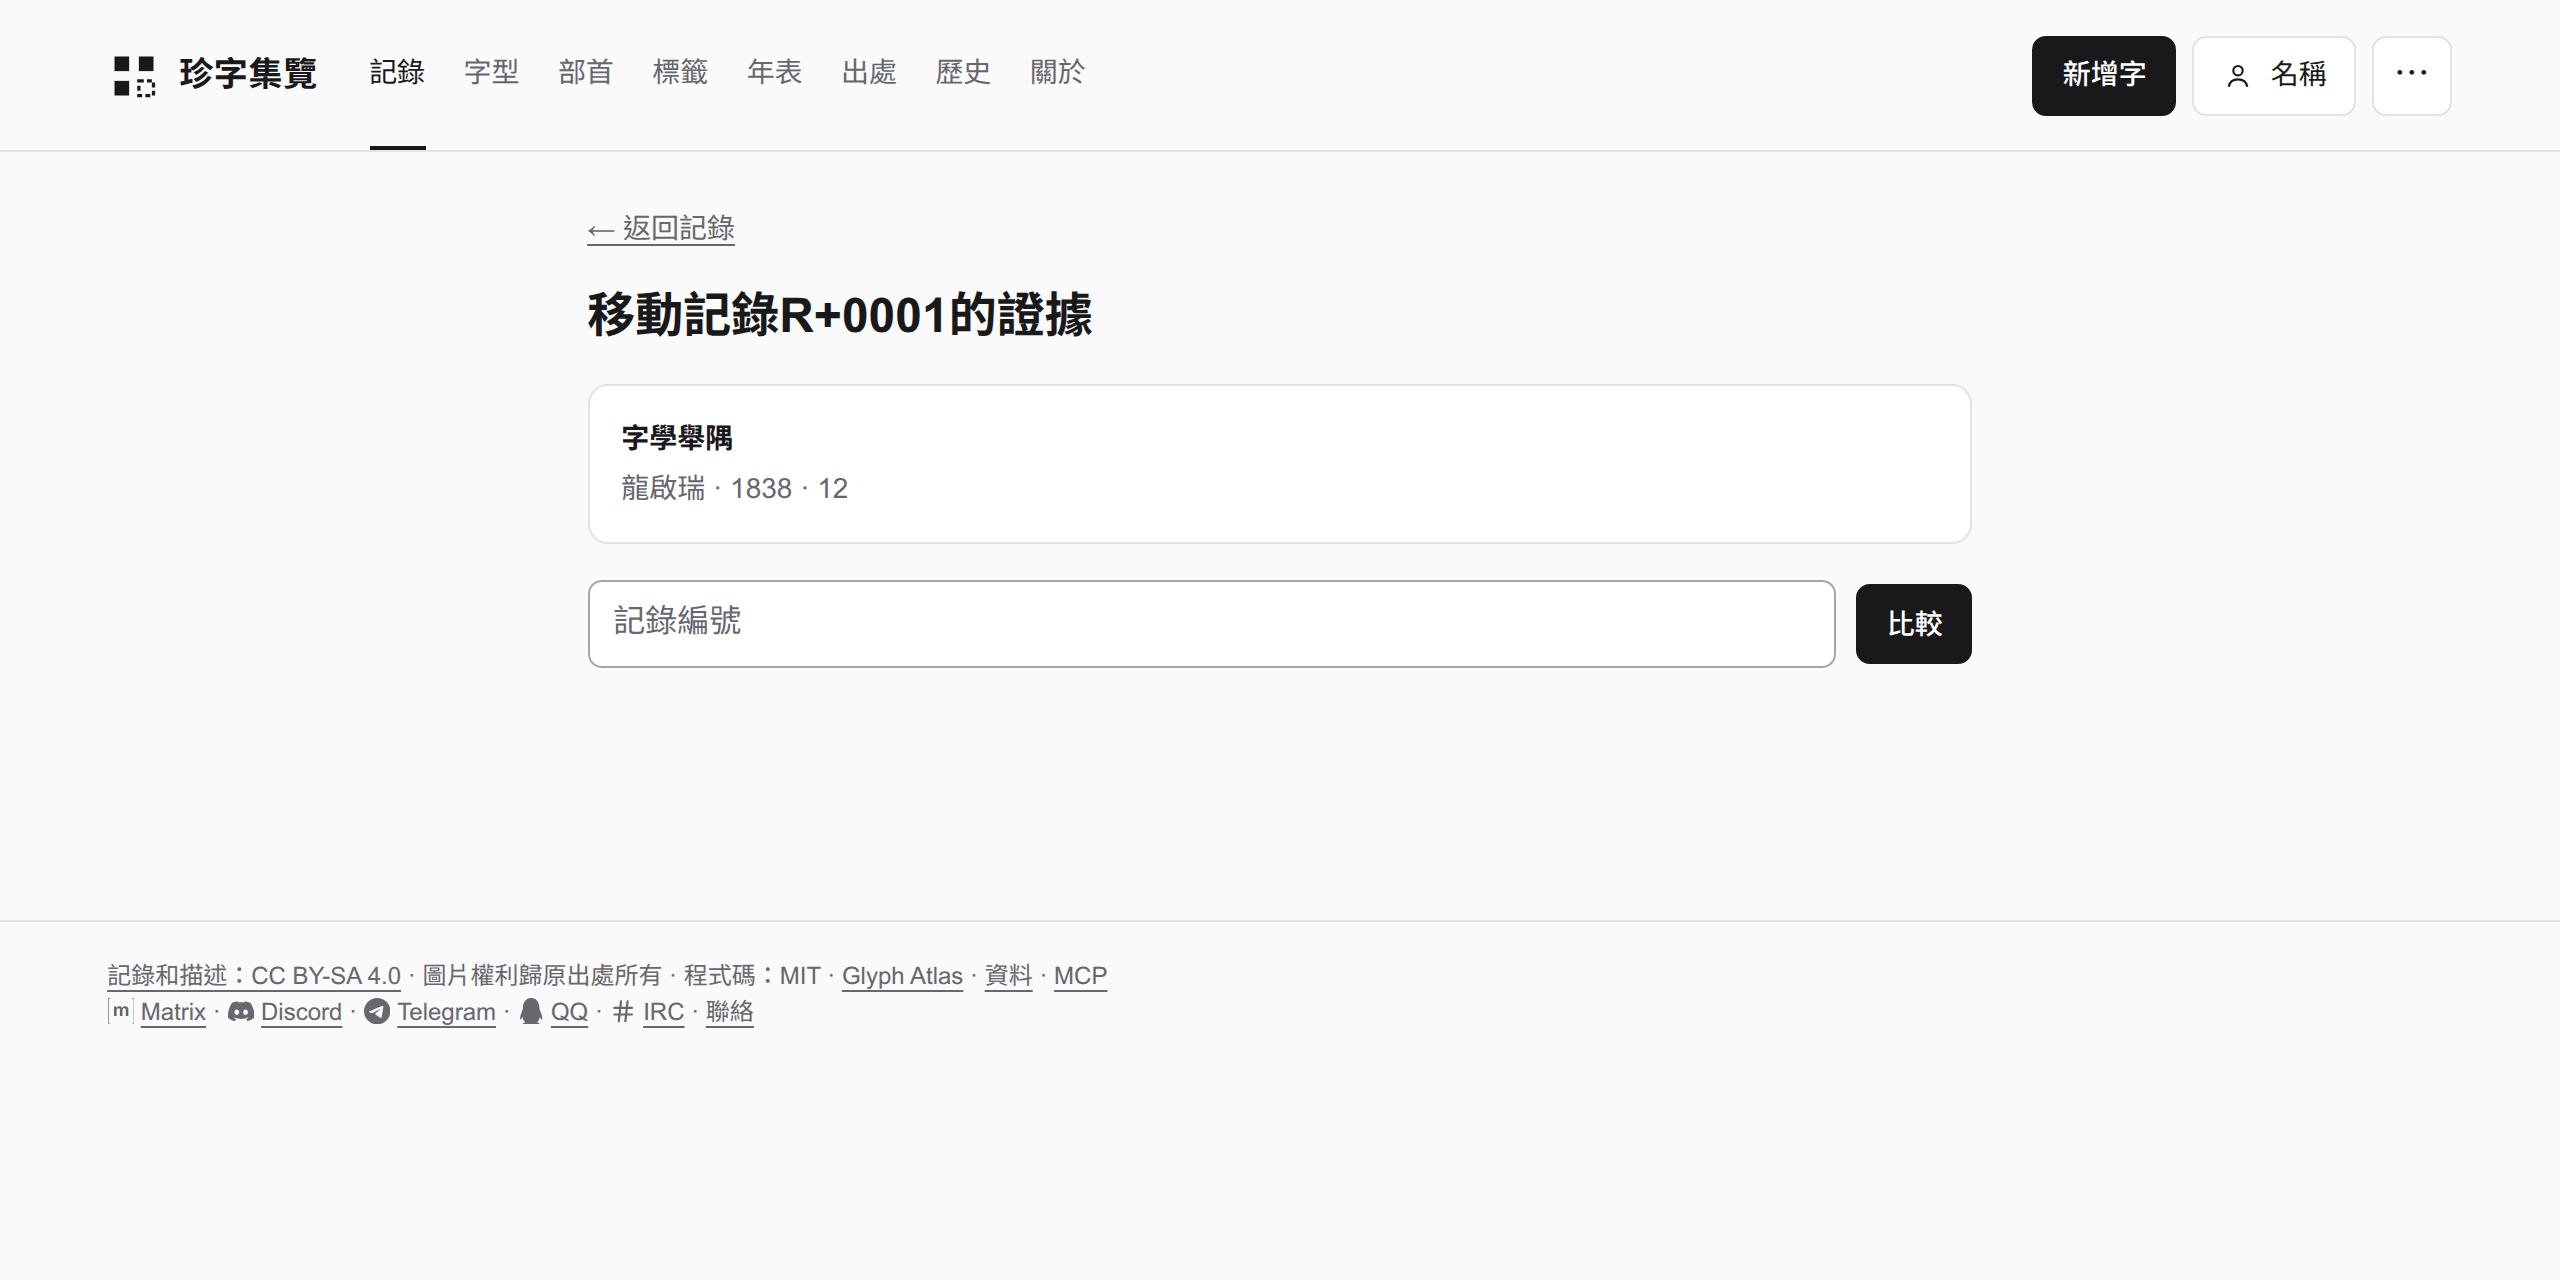 珍字集覽 記錄 字型 部首 標籤 年表 出處 歷史 關於 新增字 名稱 ···
← 返回記錄
移動記錄R+0001的證據
字學舉隅
龍啟瑞 · 1838 · 12
記錄編號 比較
記錄和描述：CC BY-SA 4.0 · 圖片權利歸原出處所有 · 程式碼：MIT · Glyph Atlas · 資料 · MCP
[m] Matrix · Discord · Telegram · QQ · # IRC · 聯絡